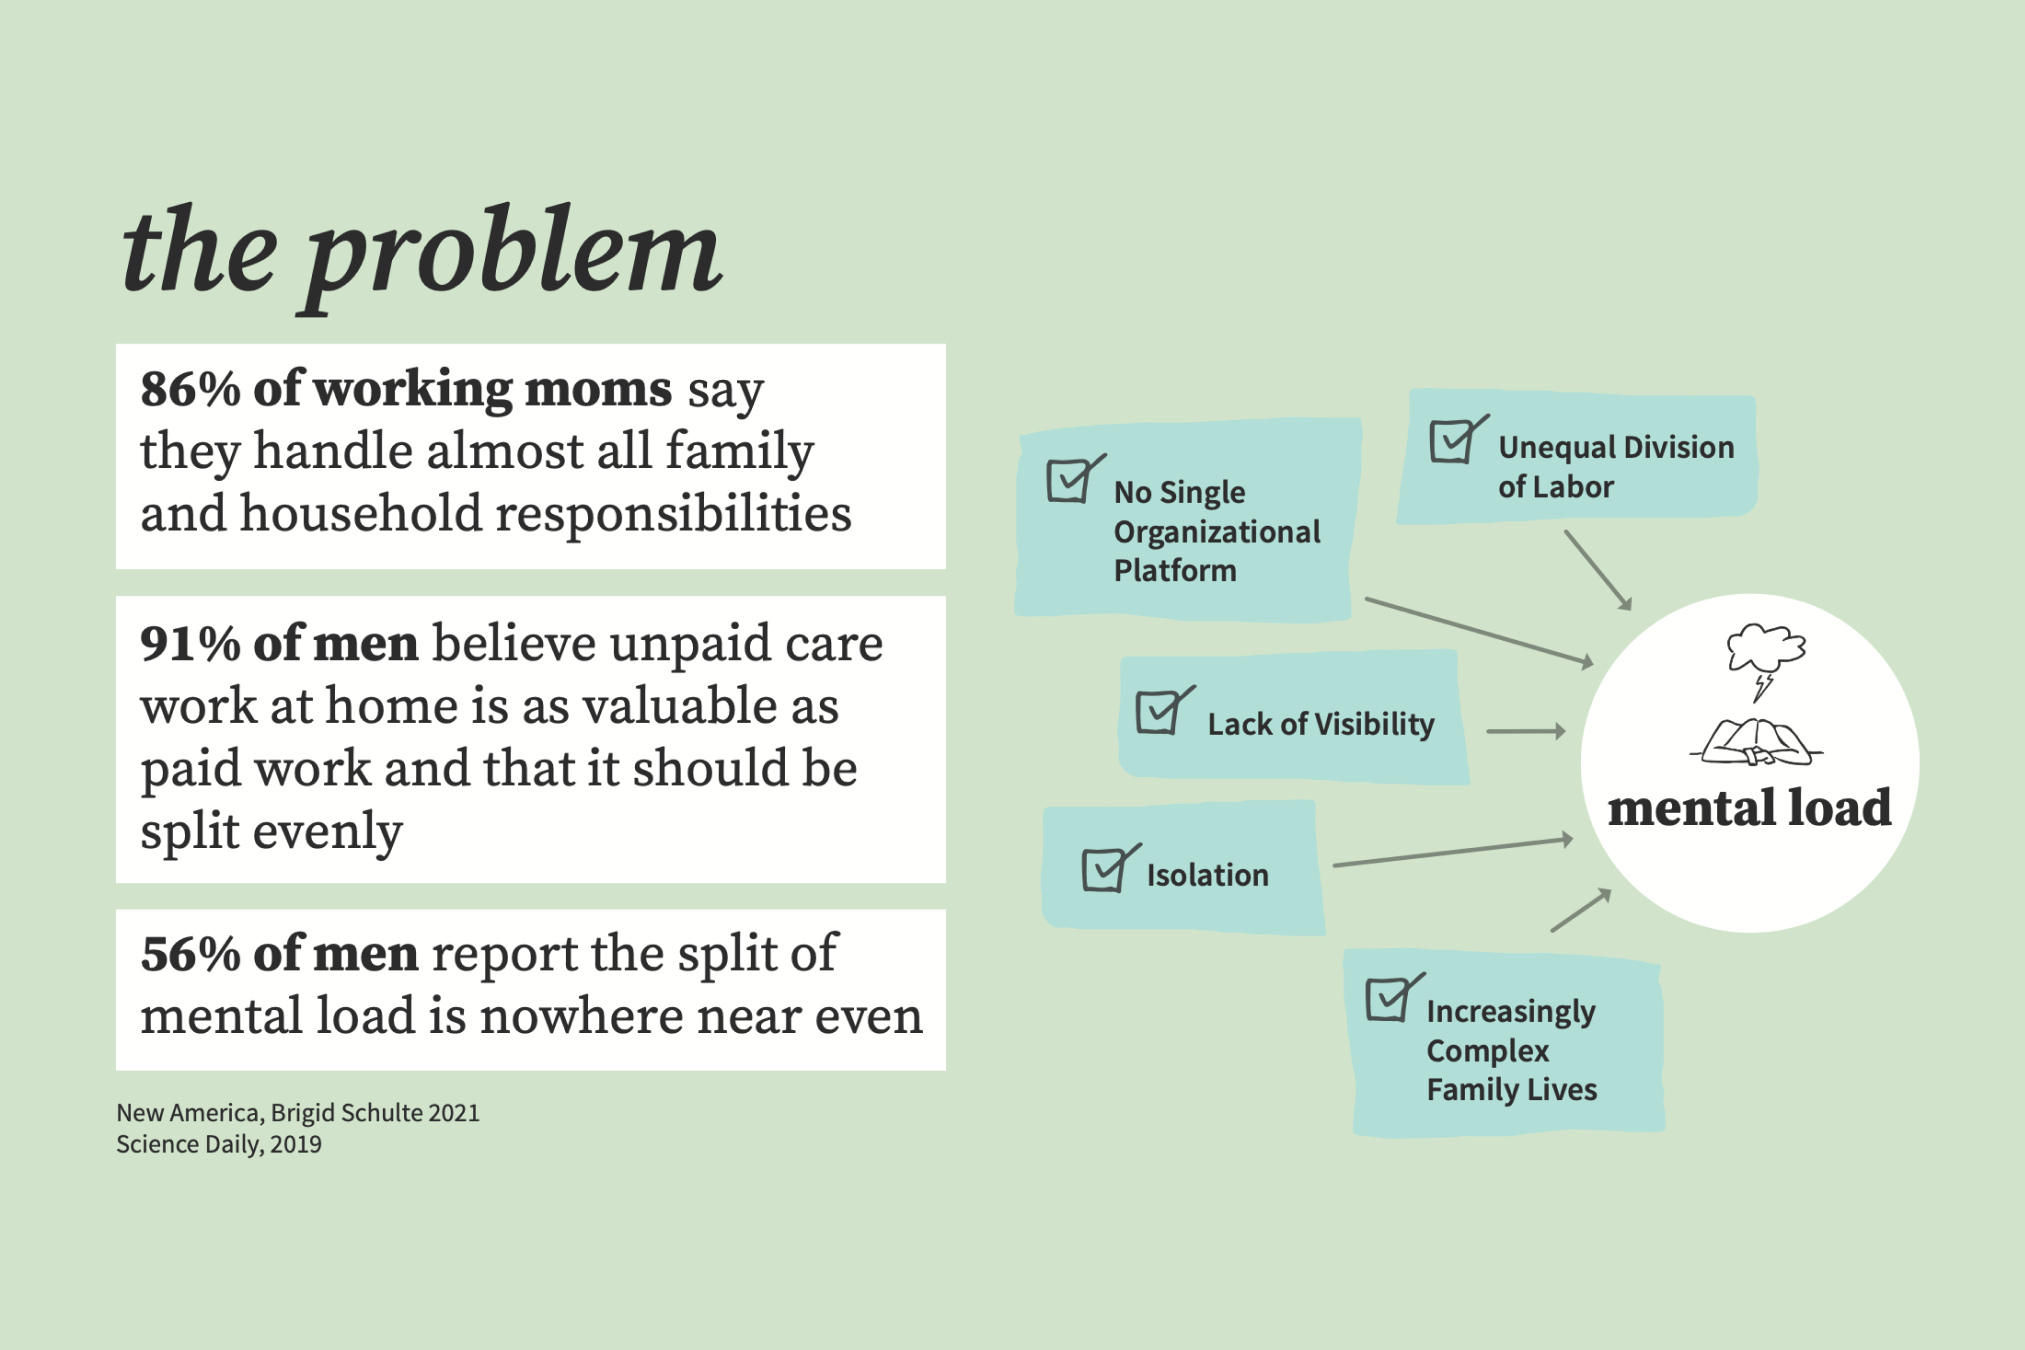 the problem
86% of working moms say
they handle almost all family
and household responsibilities
91% of men believe unpaid care
work at home is as valuable as
paid work and that it should be
split evenly
56% of men report the split of
mental load is nowhere near even
New America, Brigid Schulte 2021
Science Daily, 2019
No Single
Organizational
Platform
Unequal Division
of Labor
Lack of Visibility
Isolation
Increasingly
Complex
Family Lives
mental load